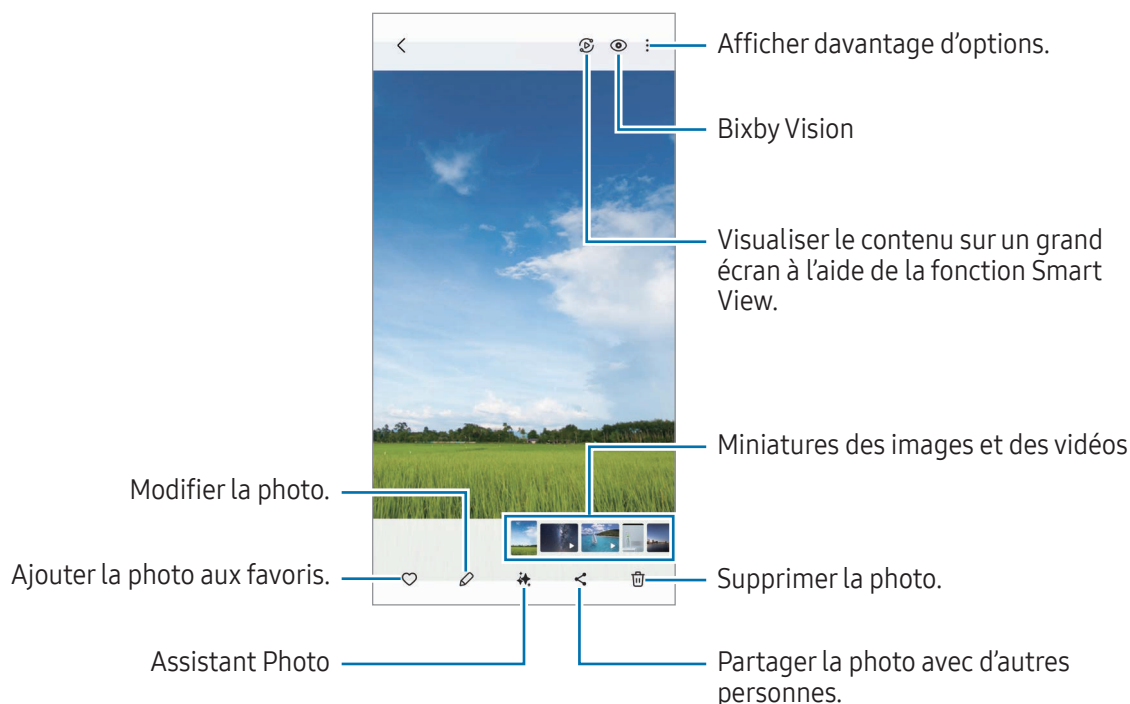 Afficher davantage d'options.
Bixby Vision
Visualiser le contenu sur un grand
écran à l'aide de la fonction Smart
View.
Miniatures des images et des vidéos
Modifier la photo.
Ajouter la photo aux favoris.
Supprimer la photo.
Assistant Photo
Partager la photo avec d'autres
personnes.